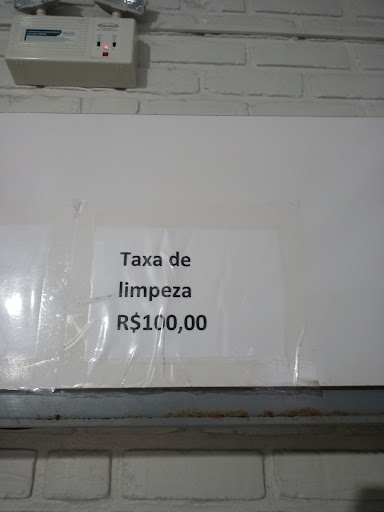 Taxa de
limpeza
R$100,00